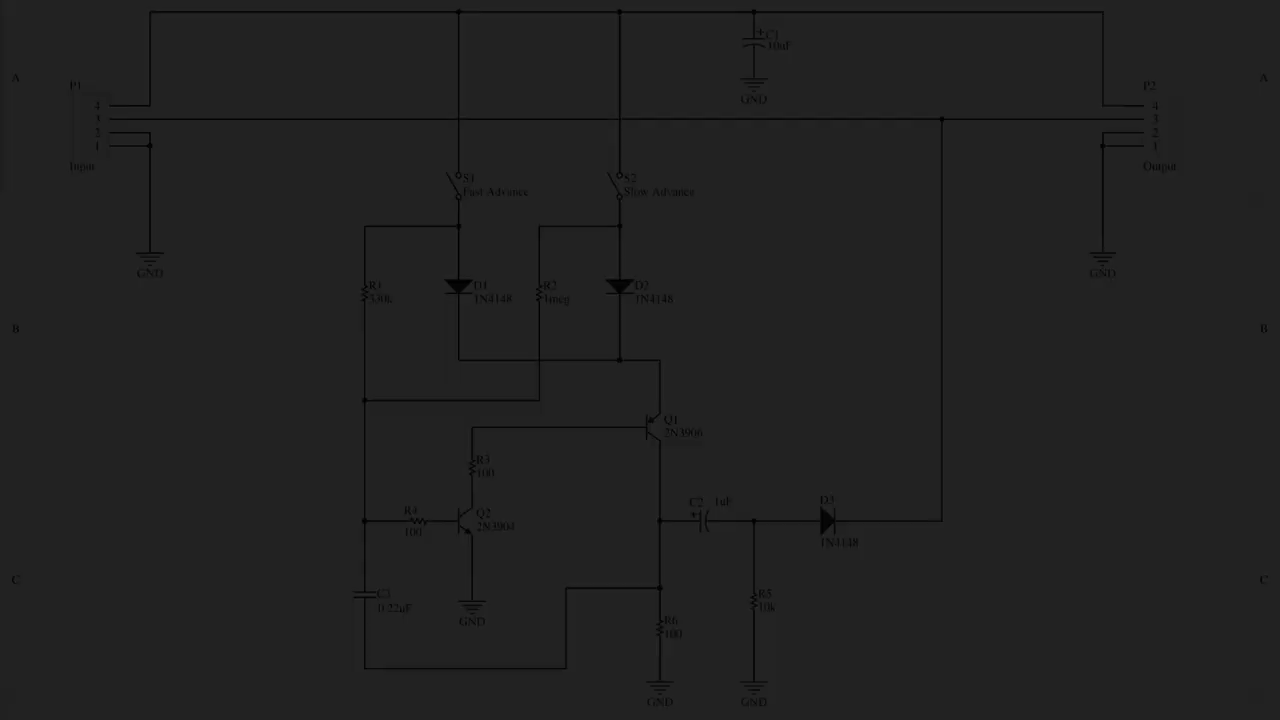 C1
10uF
GND
A
A
P1
P2
4
3
2
1
4
3
2
1
Input
Output
S1
Fast Advance
S2
Slow Advance
GND
GND
R1
330k
D1
1N4148
R2
1meg
D2
1N4148
B
B
Q1
2N3906
R3
100
R4
100
Q2
2N3904
C2
1uF
D3
1N4148
C
C
C3
0.22uF
GND
R5
10k
R6
100
GND
GND